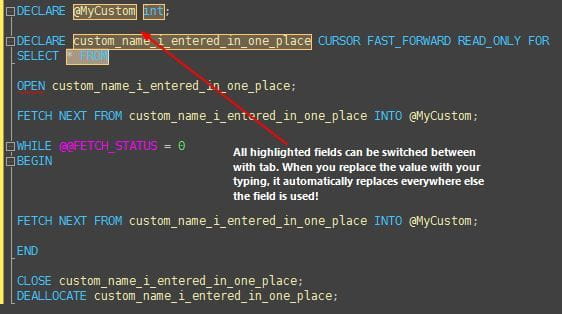 DECLARE @MyCustom int;
DECLARE custom_name_i_entered_in_one_place CURSOR FAST_FORWARD READ_ONLY FOR
SELECT * FROM
OPEN custom_name_i_entered_in_one_place;
FETCH NEXT FROM custom_name_i_entered_in_one_place INTO @MyCustom;
WHILE @@FETCH_STATUS = 0
BEGIN
All highlighted fields can be switched between
with tab. When you replace the value with your
typing, it automatically replaces everywhere else
the field is used!
FETCH NEXT FROM custom_name_i_entered_in_one_place INTO @MyCustom;
END
CLOSE custom_name_i_entered_in_one_place;
DEALLOCATE custom_name_i_entered_in_one_place;